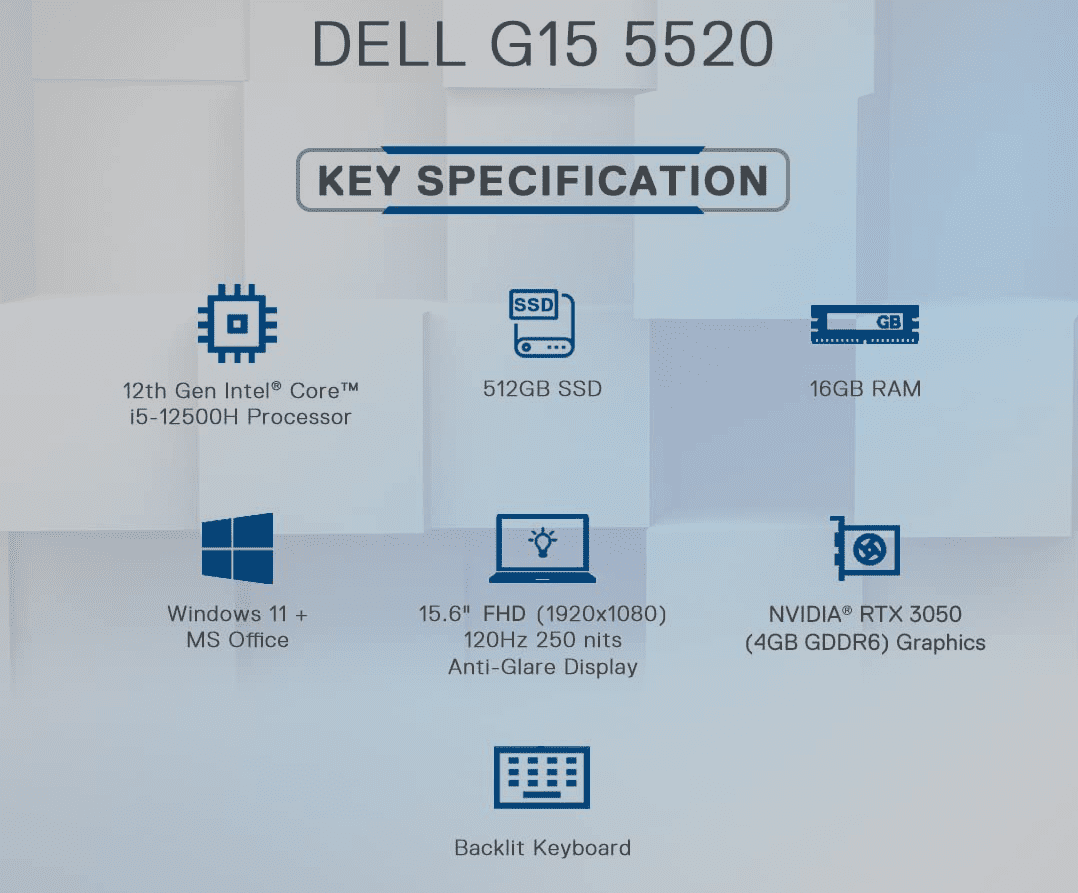 DELL G15 5520
KEY SPECIFICATION
SSD
GB
12th Gen Intel® Core™
i5-12500H Processor
512GB SSD
16GB RAM
Windows 11 +
MS Office
15.6" FHD (1920x1080)
120Hz 250 nits
Anti-Glare Display
NVIDIA® RTX 3050
(4GB GDDR6) Graphics
Backlit Keyboard